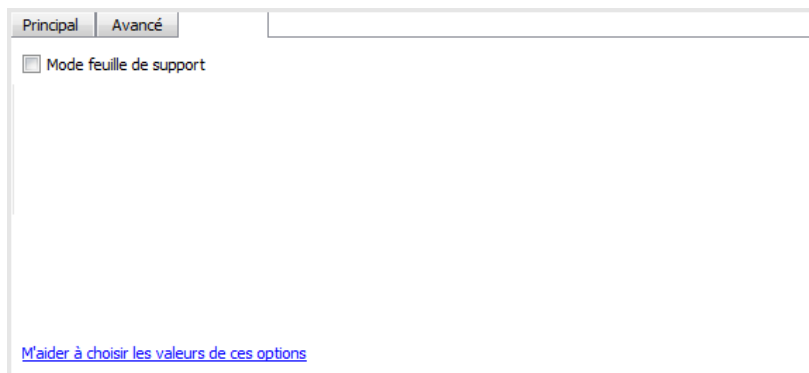 Principal Avancé
Mode feuille de support
M'aider à choisir les valeurs de ces options